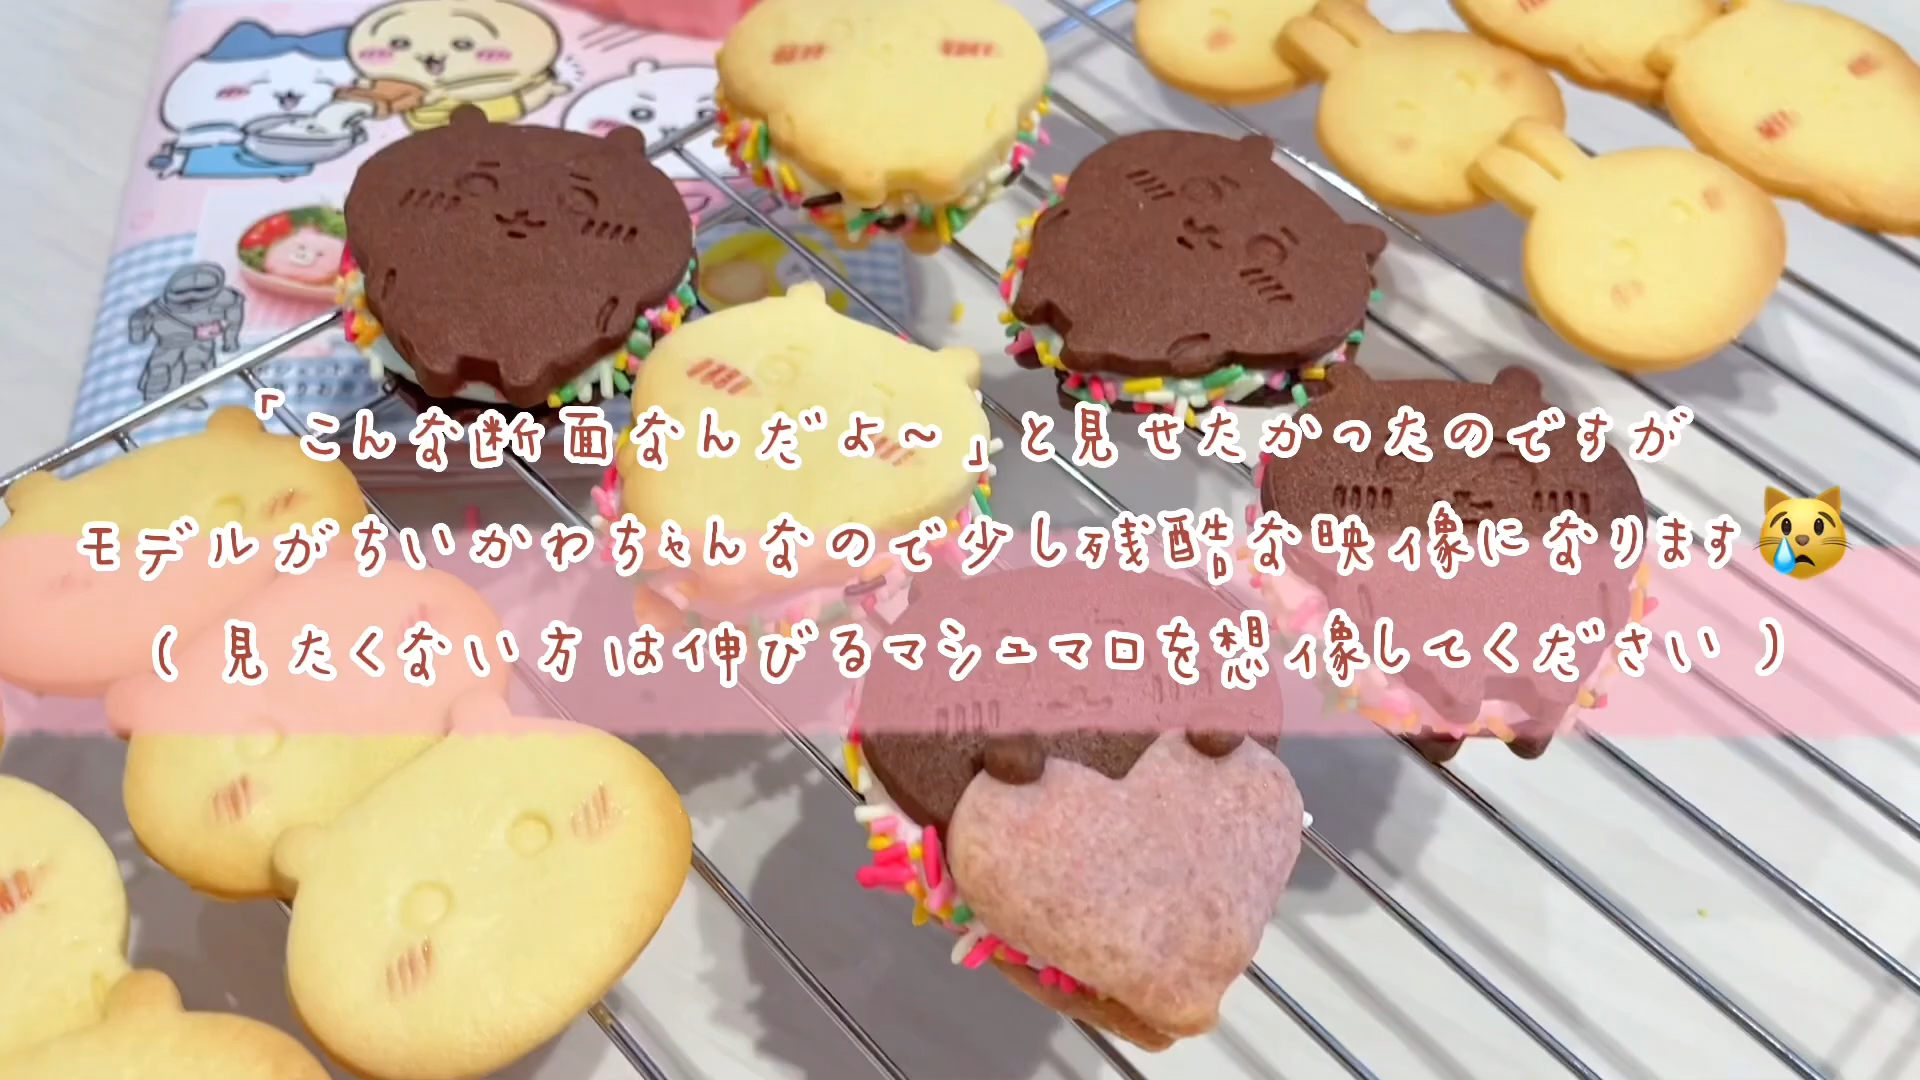 「こんな断面なんだよ～」と見せたかったのですが
モデルがちいかわちゃんなので少し残酷な映像になります😿
( 見たくない方は伸びるマシュマロを想像してください )